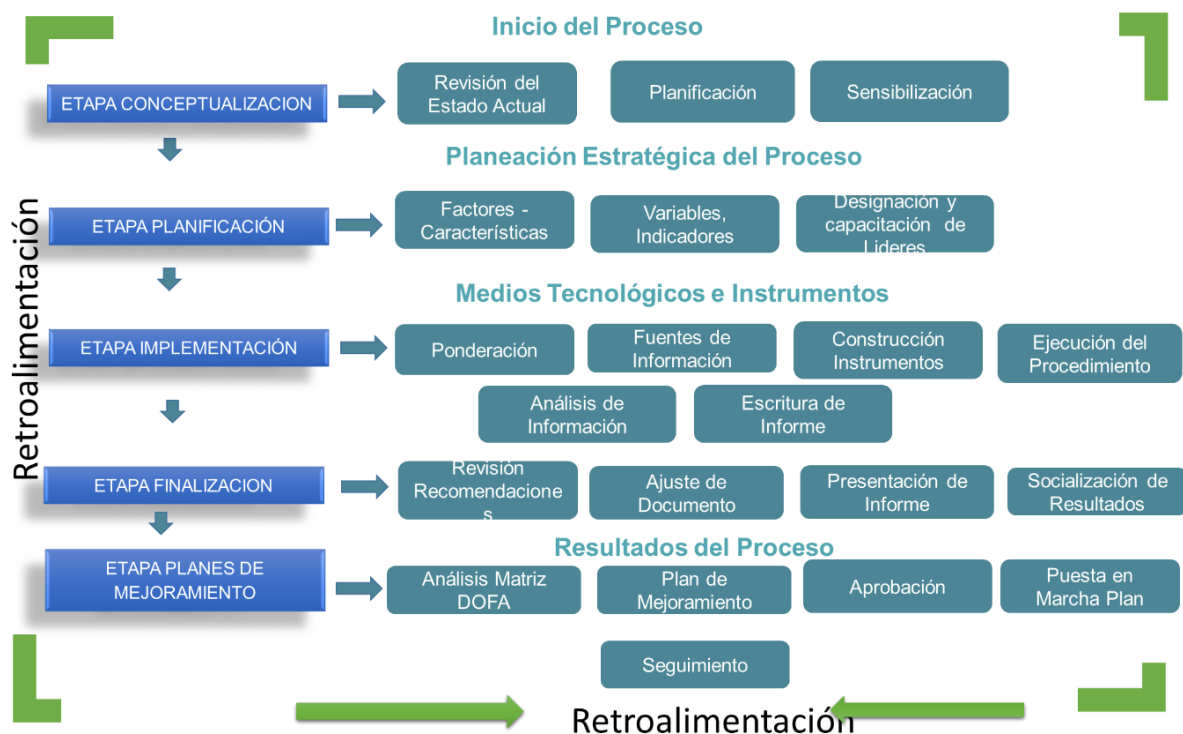 Inicio del Proceso
ETAPA CONCEPTUALIZACION
Revisión del
Estado Actual
Planificación
Sensibilización
Planeación Estratégica del Proceso
ETAPA PLANIFICACIÓN
Factores -
Características
Variables,
Indicadores
Designación y
capacitación de
Lideres
Medios Tecnológicos e Instrumentos
ETAPA IMPLEMENTACIÓN
Ponderación
Fuentes de
Información
Construcción
Instrumentos
Ejecución del
Procedimiento
Análisis de
Información
Escritura de
Informe
ETAPA FINALIZACION
Revisión
Recomendacione
s
Ajuste de
Documento
Presentación de
Informe
Socialización de
Resultados
Resultados del Proceso
ETAPA PLANES DE
MEJORAMIENTO
Análisis Matriz
DOFA
Plan de
Mejoramiento
Aprobación
Puesta en
Marcha Plan
Seguimiento
Retroalimentación
Retroalimentación